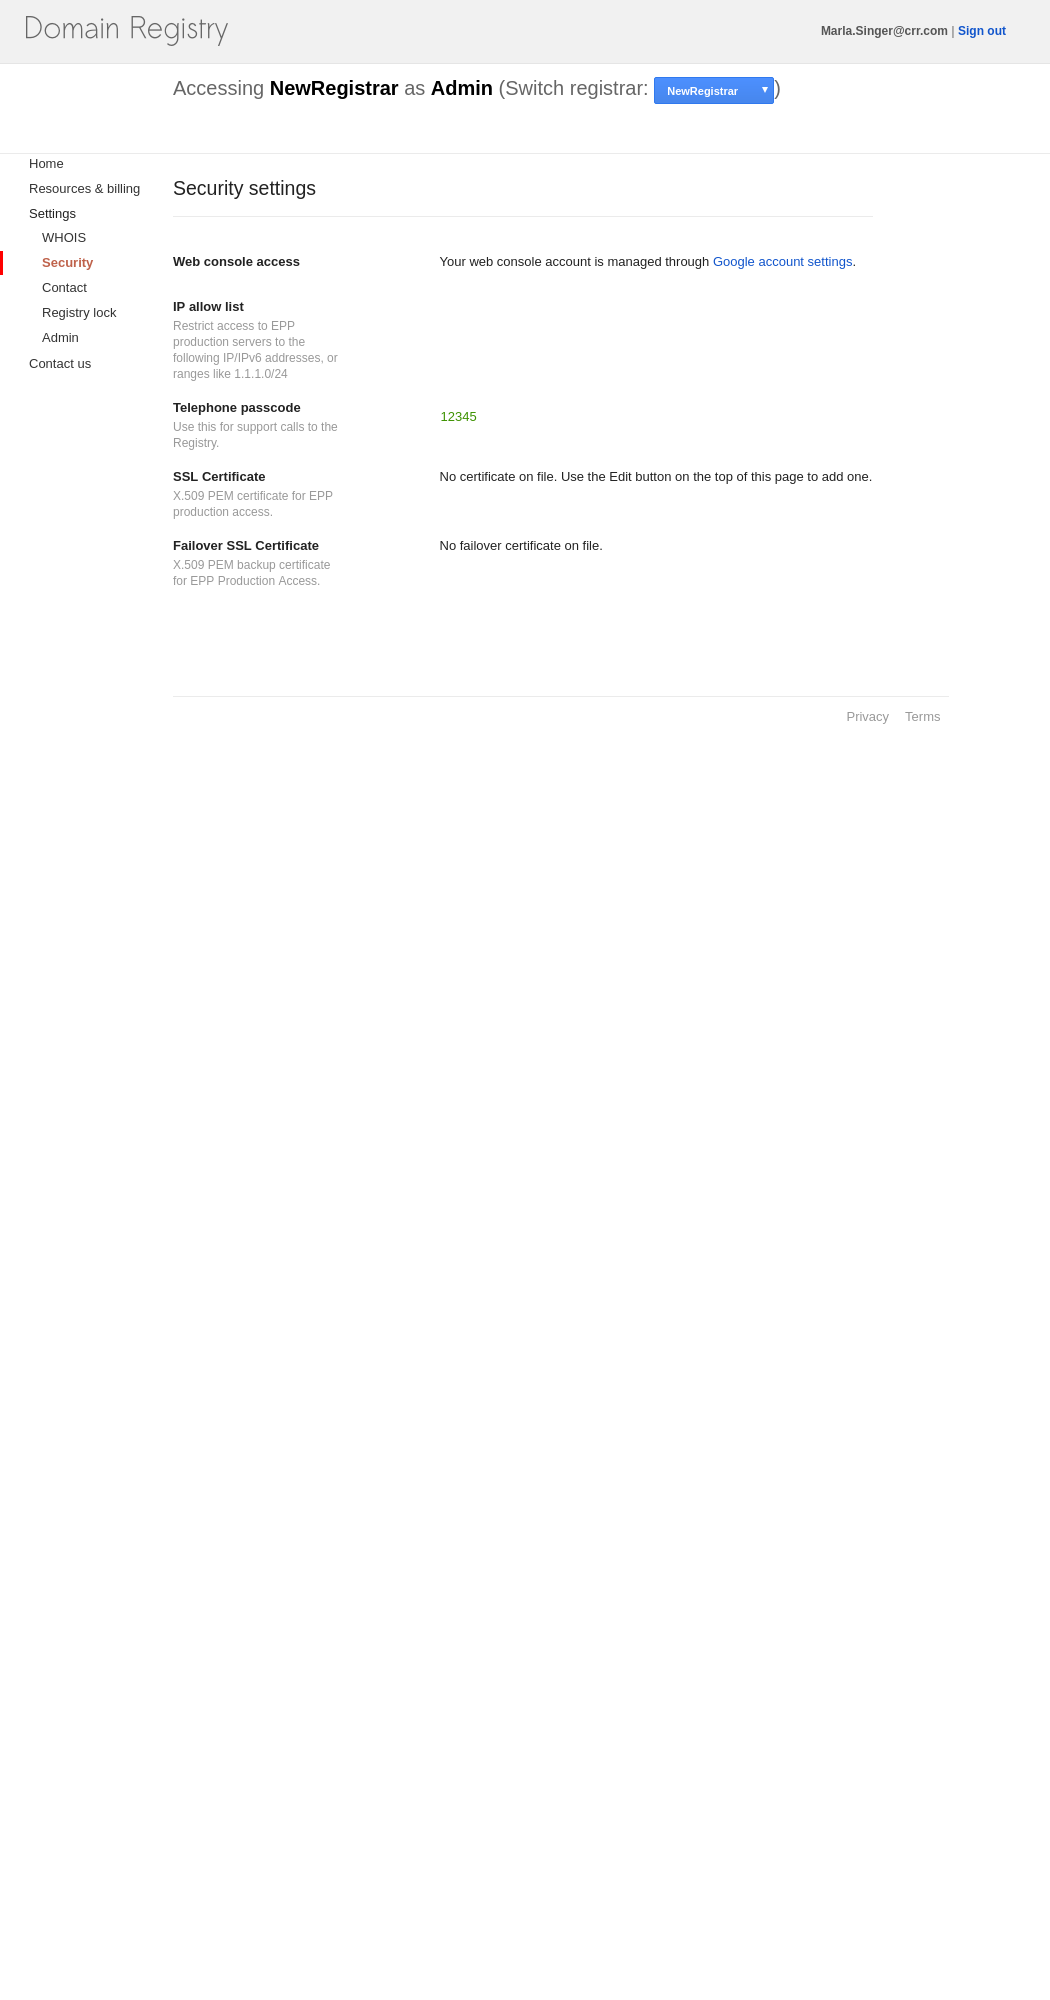 Domain Registry
Marla.Singer@crr.com | Sign out
Accessing NewRegistrar as Admin (Switch registrar: NewRegistrar ▼)
Home
Resources & billing
Settings
WHOIS
Security
Contact
Registry lock
Admin
Contact us
Security settings
Web console access
Your web console account is managed through Google account settings.
IP allow list
Restrict access to EPP
production servers to the
following IP/IPv6 addresses, or
ranges like 1.1.1.0/24
Telephone passcode
Use this for support calls to the
Registry.
12345
SSL Certificate
X.509 PEM certificate for EPP
production access.
No certificate on file. Use the Edit button on the top of this page to add one.
Failover SSL Certificate
X.509 PEM backup certificate
for EPP Production Access.
No failover certificate on file.
Privacy Terms